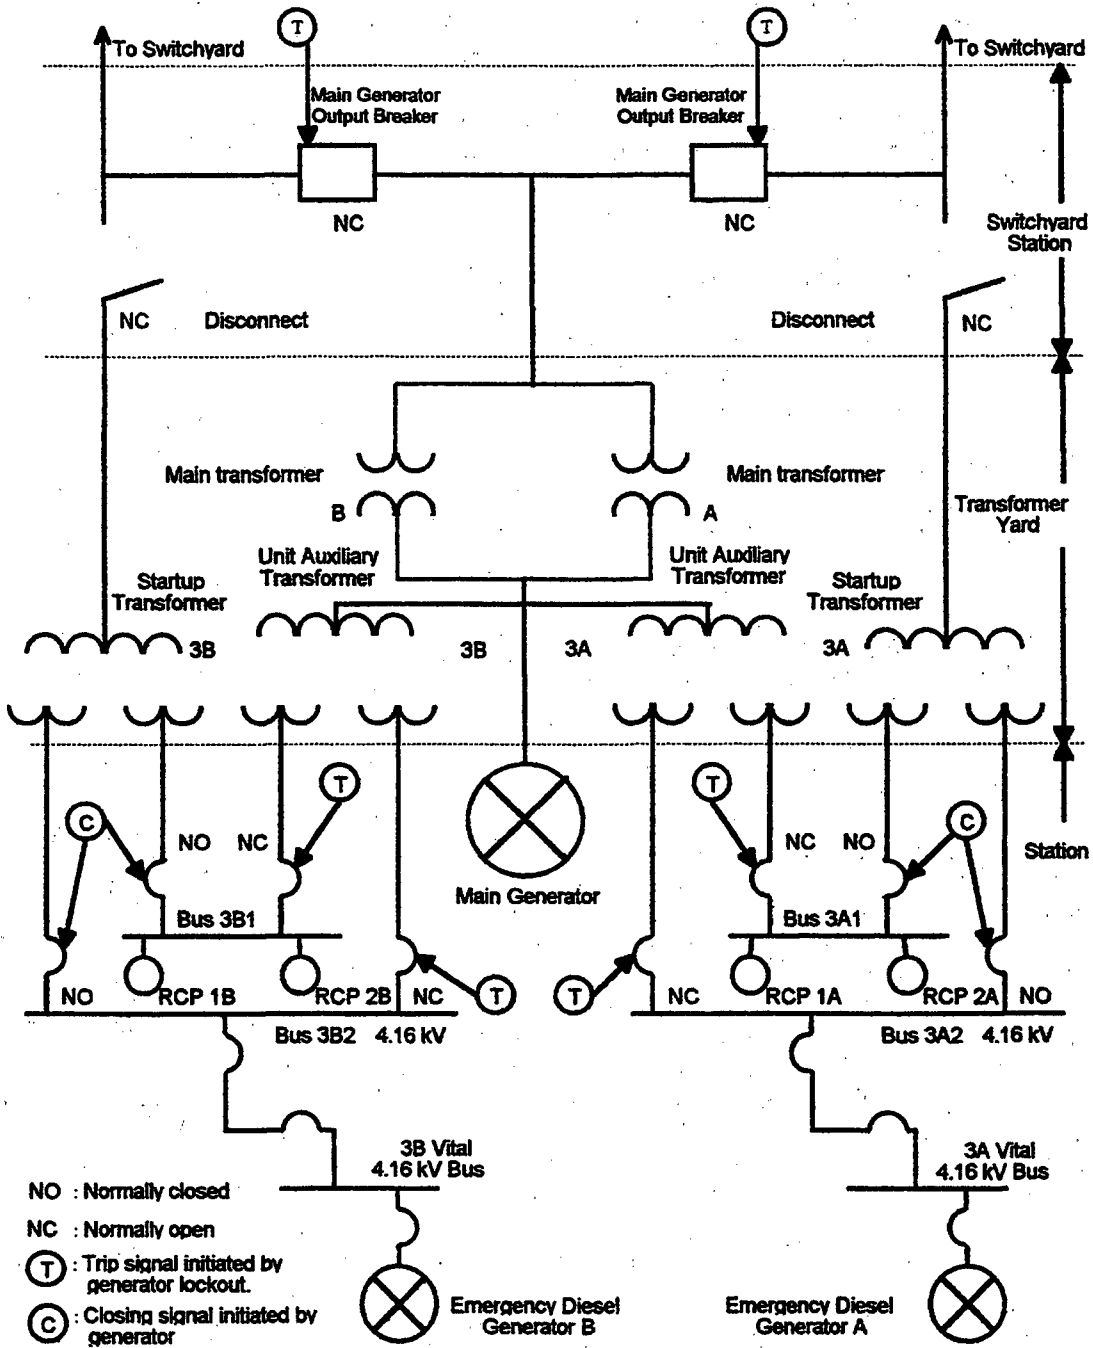 T
T
To Switchyard
To Switchyard
Main Generator
Output Breaker
Main Generator
Output Breaker
NC
NC
Switchyard
Station
NC
Disconnect
Disconnect
NC
Main transformer
Main transformer
B
A
Transformer
Yard
Unit Auxiliary
Transformer
Unit Auxiliary
Transformer
Startup
Transformer
Startup
Transformer
3B
3B
3A
3A
T
T
C
C
NO
NC
NC
NO
Station
Main Generator
Bus 3B1
Bus 3A1
NO
RCP 1B
RCP 2B
NC
T
T
NC
RCP 1A
RCP 2A
NO
Bus 3B2 4.16 kV
Bus 3A2 4.16 kV
3B Vital
4.16 kV Bus
3A Vital
4.16 kV Bus
NO : Normally closed
NC : Normally open
T : Trip signal initiated by
generator lockout.
C : Closing signal initiated by
generator
Emergency Diesel
Generator B
Emergency Diesel
Generator A